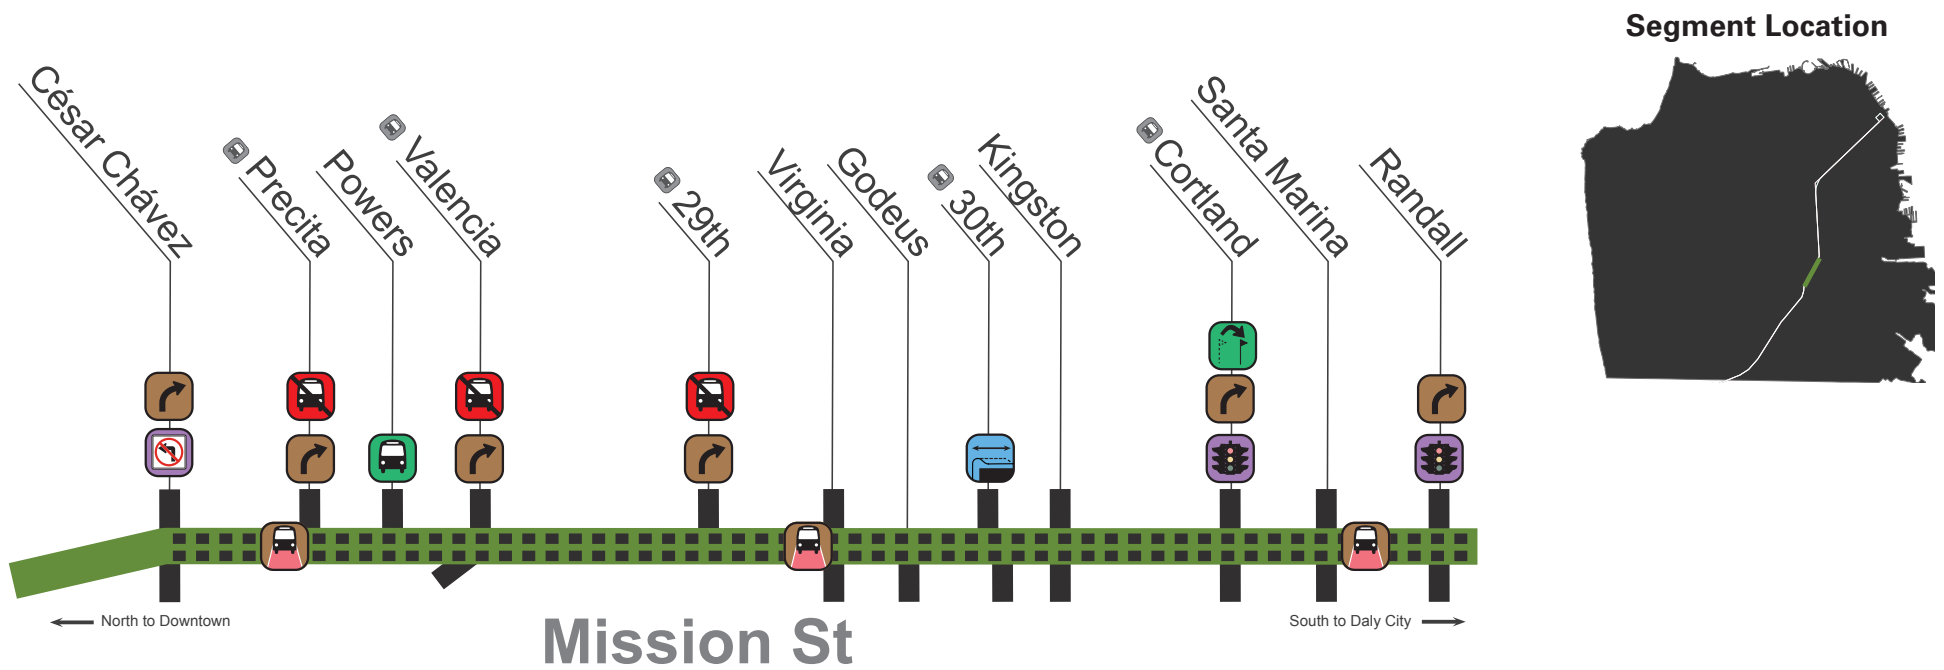 Segment Location
César Chávez
Precita
Powers
Valencia
29th
Virginia
Godeus
30th
Kingston
Cortland
Santa Marina
Randall
North to Downtown
South to Daly City
Mission St